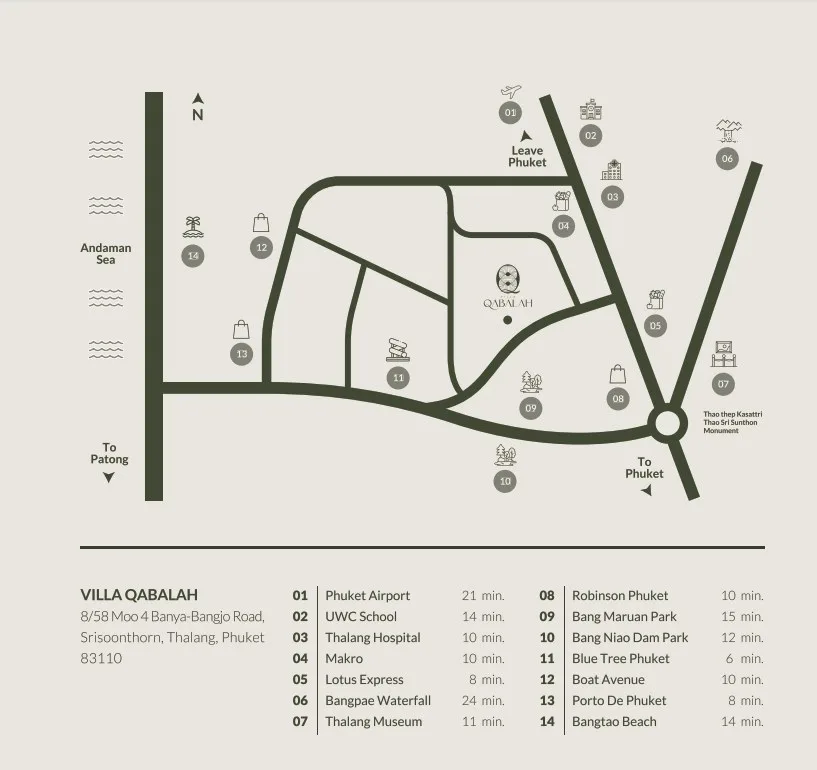 01
N
02
Leave
Phuket
06
03
04
14
12
Andaman
Sea
QABALAH
05
13
11
07
08
09
Thao thep Kasattri
Thao Sri Sunthon
Monument
To
Patong
To
Phuket
10
VILLA QABALAH
8/58 Moo 4 Banya-Bangjo Road,
Srisoonthorn, Thalang, Phuket
83110
01 Phuket Airport 21 min.
02 UWC School 14 min.
03 Thalang Hospital 10 min.
04 Makro 10 min.
05 Lotus Express 8 min.
06 Bangpae Waterfall 24 min.
07 Thalang Museum 11 min.
08 Robinson Phuket 10 min.
09 Bang Maruan Park 15 min.
10 Bang Niao Dam Park 12 min.
11 Blue Tree Phuket 6 min.
12 Boat Avenue 10 min.
13 Porto De Phuket 8 min.
14 Bangtao Beach 14 min.